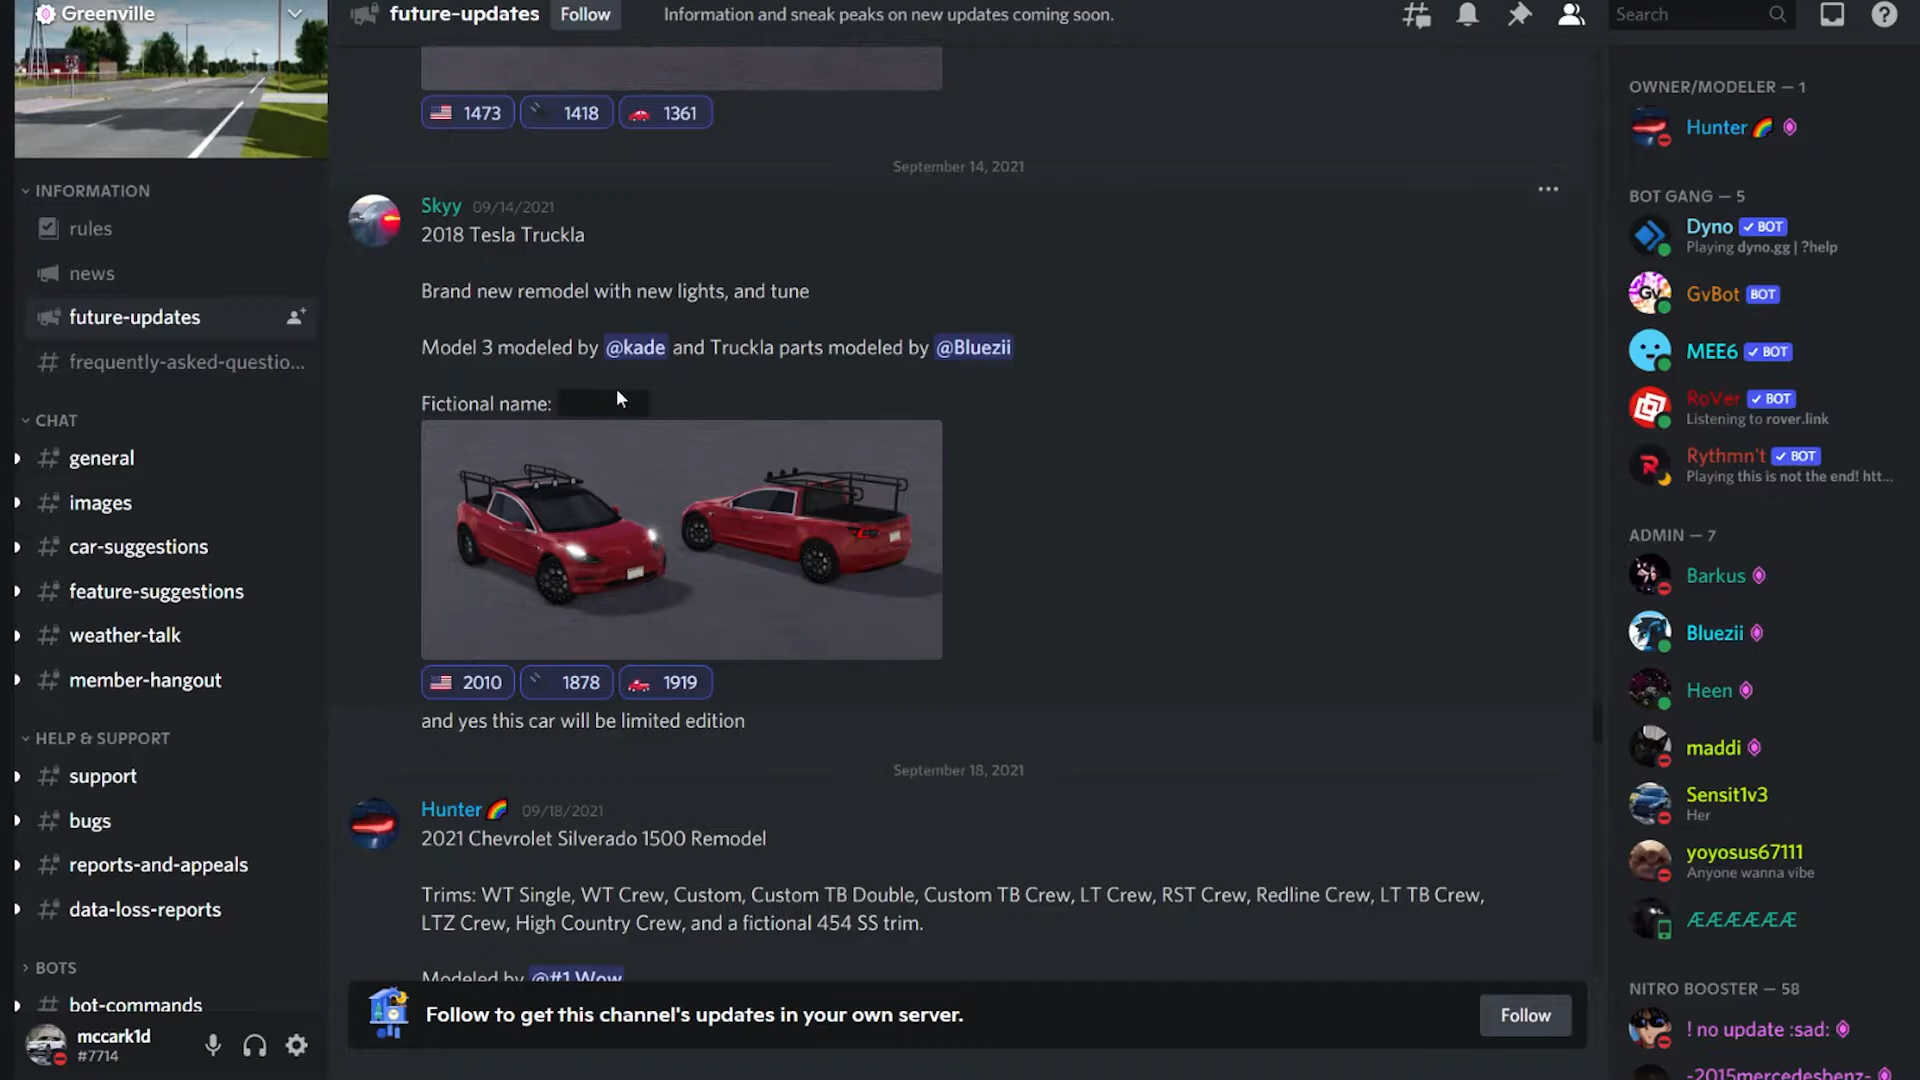 Greenville
future-updates
Follow
Information and sneak peaks on new updates coming soon.
Search
INFORMATION
rules
news
future-updates
frequently-asked-questio...
CHAT
general
images
car-suggestions
feature-suggestions
weather-talk
member-hangout
HELP & SUPPORT
support
bugs
reports-and-appeals
data-loss-reports
BOTS
bot-commands
mccark1d
#7714
1473 1418 1361
September 14, 2021
Skyy 09/14/2021
2018 Tesla Truckla
Brand new remodel with new lights, and tune
Model 3 modeled by @kade and Truckla parts modeled by @Bluezii
Fictional name:
2010 1878 1919
and yes this car will be limited edition
September 18, 2021
Hunter 09/18/2021
2021 Chevrolet Silverado 1500 Remodel
Trims: WT Single, WT Crew, Custom, Custom TB Double, Custom TB Crew, LT Crew, RST Crew, Redline Crew, LT TB Crew,
LTZ Crew, High Country Crew, and a fictional 454 SS trim.
Modeled by @#1 Wow
Follow to get this channel's updates in your own server.
Follow
OWNER/MODELER — 1
Hunter
BOT GANG — 5
Dyno BOT
Playing dyno.gg | ?help
GvBot BOT
MEE6 BOT
RoVer BOT
Listening to rover.link
Rythmn't BOT
Playing this is not the end! htt...
ADMIN — 7
Barkus
Bluezii
Heen
maddi
Sensit1v3
Her
yoyosus67111
Anyone wanna vibe
ÆÆÆÆÆÆ
NITRO BOOSTER — 58
! no update :sad:
-2015mercedesbenz-